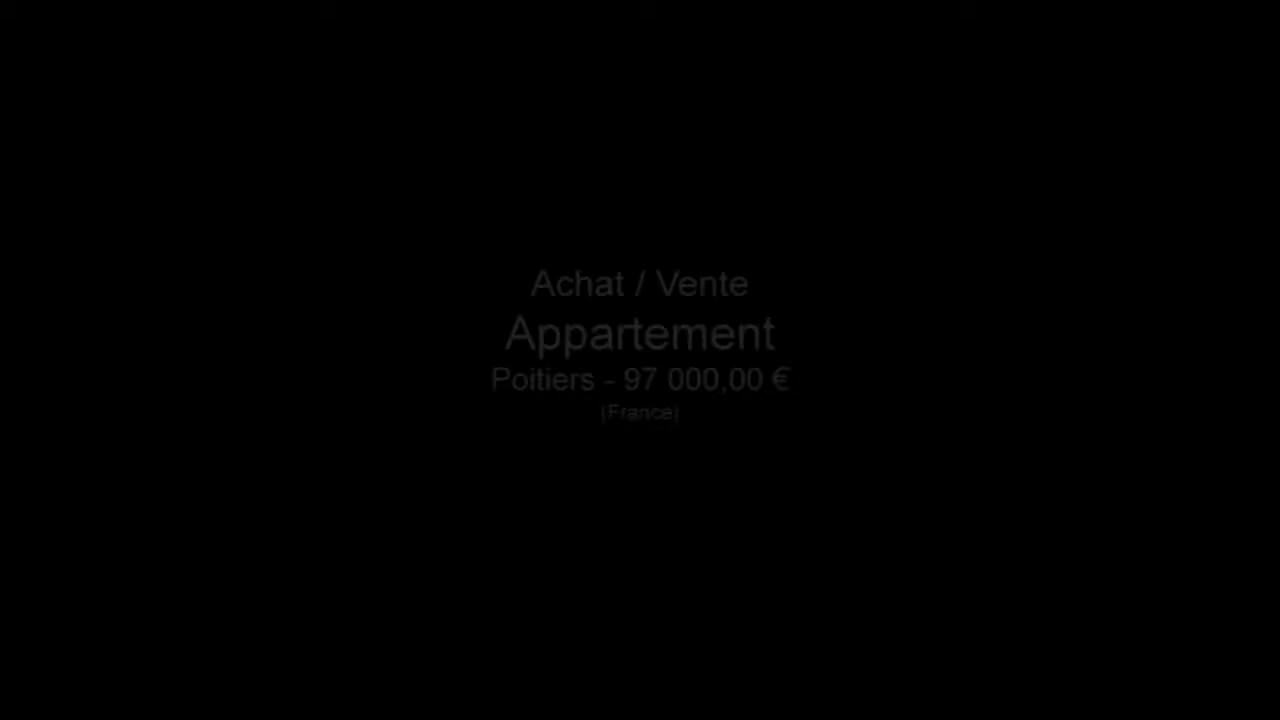 Achat / Vente
Appartement
Poitiers - 97 000,00 €
(France)